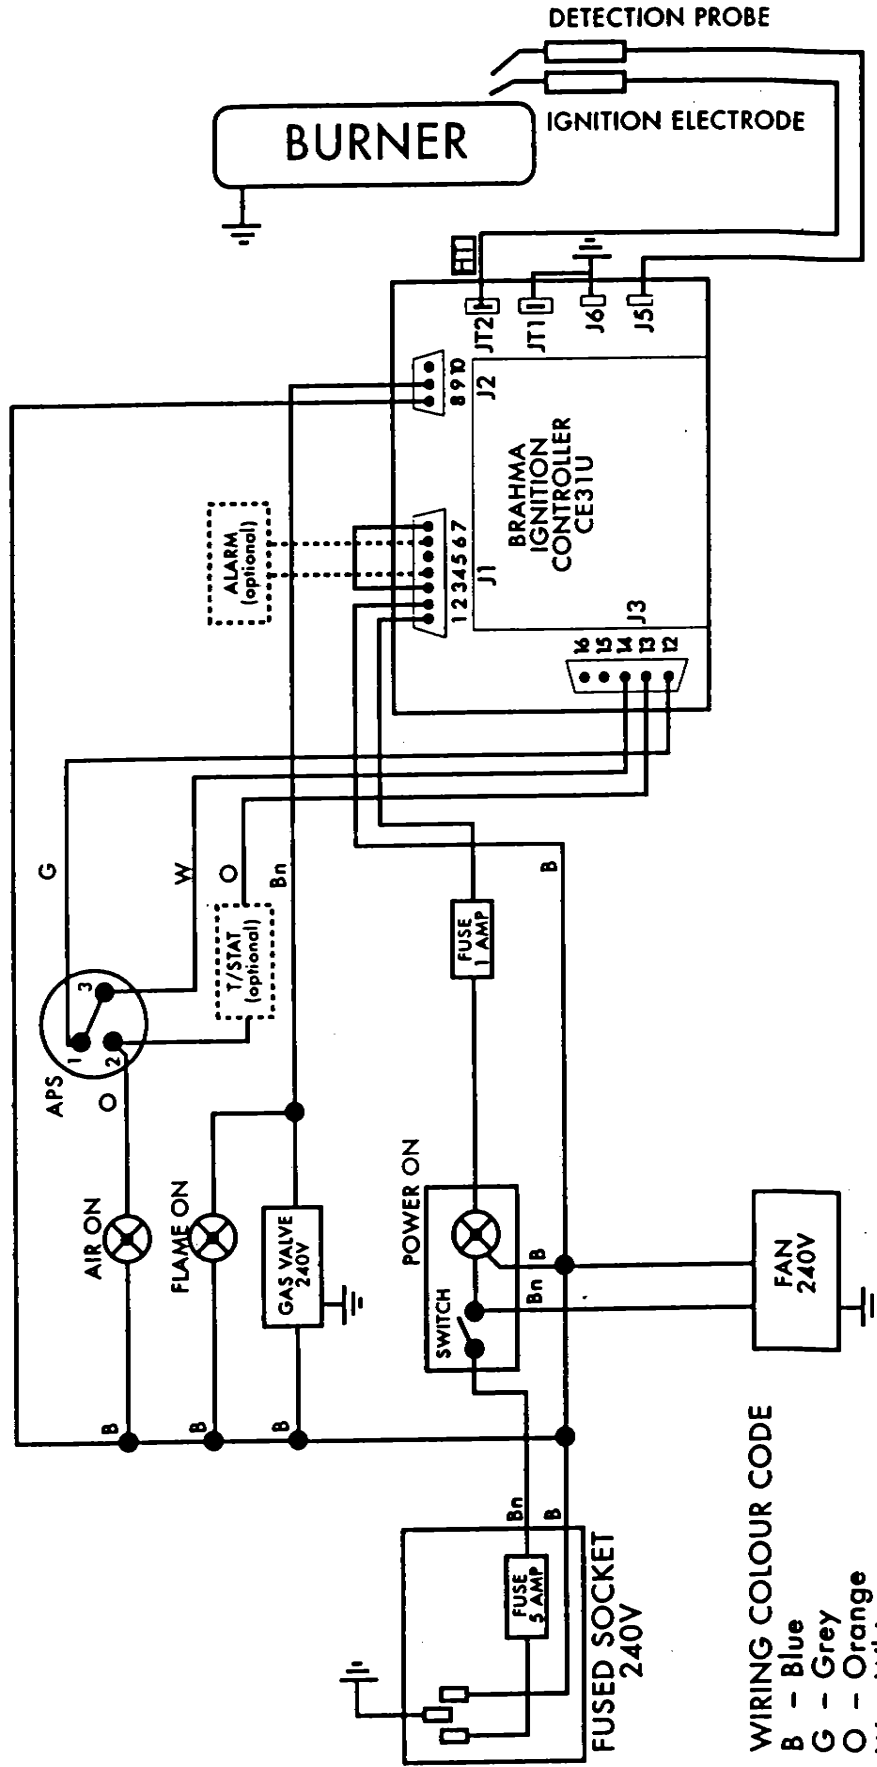 DETECTION PROBE
IGNITION ELECTRODE
BURNER
HT
JT2
JT1
J6
J5
8 9 10
J2
ALARM
(optional)
1 2 3 4 5 6 7
J1
BRAHMA
IGNITION
CONTROLLER
CE31U
J3
16
15
14
13
12
G
W
O
Bn
B
T/STAT
(optional)
FUSE
1 AMP
APS
1
2
3
O
AIR ON
FLAME ON
GAS VALVE
240V
POWER ON
SWITCH
B
Bn
FAN
240V
B
B
B
Bn
B
FUSE
5 AMP
FUSED SOCKET
240V
WIRING COLOUR CODE
B – Blue
G – Grey
O – Orange